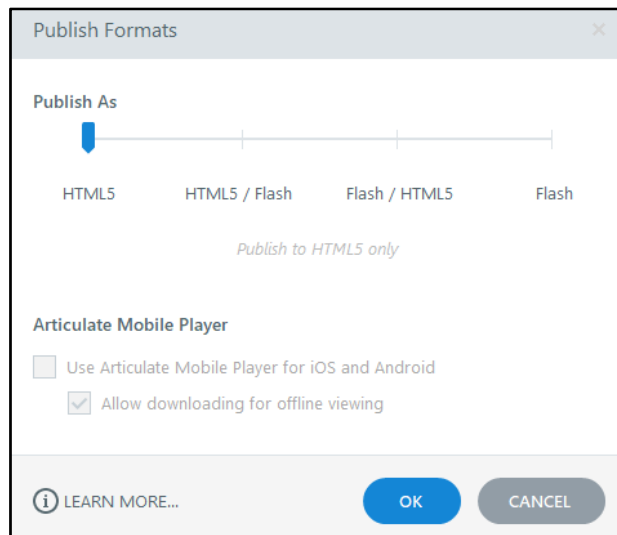 Publish Formats
Publish As
HTML5 HTML5 / Flash Flash / HTML5 Flash
Publish to HTML5 only
Articulate Mobile Player
Use Articulate Mobile Player for iOS and Android
Allow downloading for offline viewing
LEARN MORE... OK CANCEL